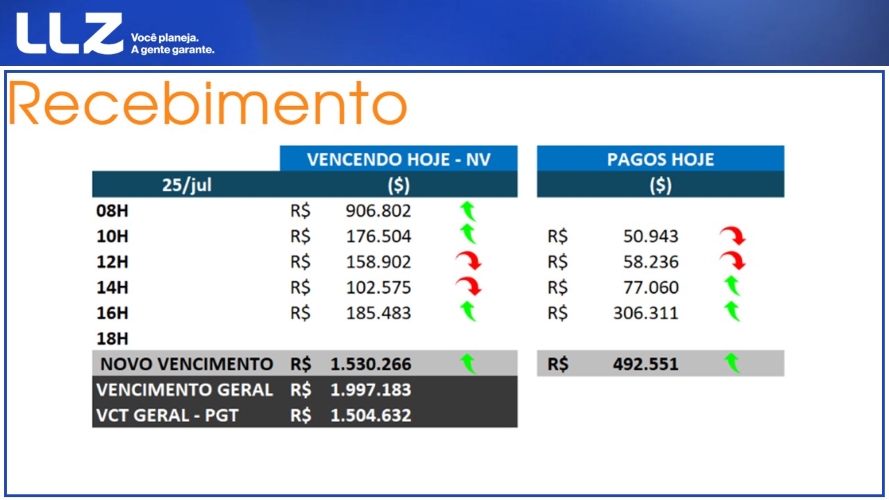 LLZ Você planeja.
A gente garante.
Recebimento
VENCENDO HOJE - NV PAGOS HOJE
25/jul ($) ($)
08H R$ 906.802
10H R$ 176.504 R$ 50.943
12H R$ 158.902 R$ 58.236
14H R$ 102.575 R$ 77.060
16H R$ 185.483 R$ 306.311
18H
NOVO VENCIMENTO R$ 1.530.266 R$ 492.551
VENCIMENTO GERAL R$ 1.997.183
VCT GERAL - PGT R$ 1.504.632